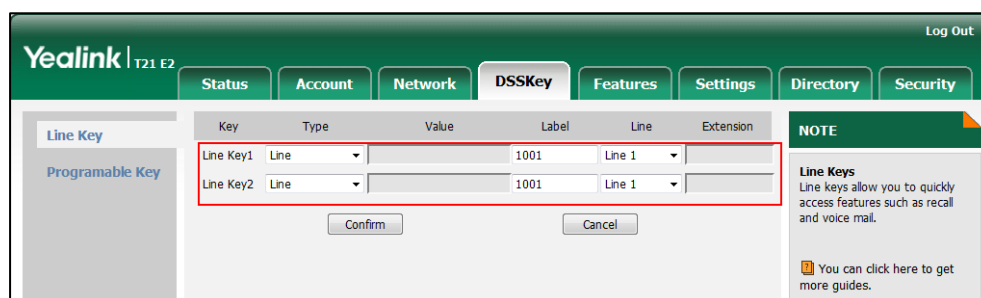 Log Out
Yealink T21 E2
Status Account Network DSSKey Features Settings Directory Security
Line Key
Programable Key
Key Type Value Label Line Extension
Line Key1 Line 1001 Line 1
Line Key2 Line 1001 Line 1
Confirm Cancel
NOTE
Line Keys
Line keys allow you to quickly
access features such as recall
and voice mail.
You can click here to get
more guides.